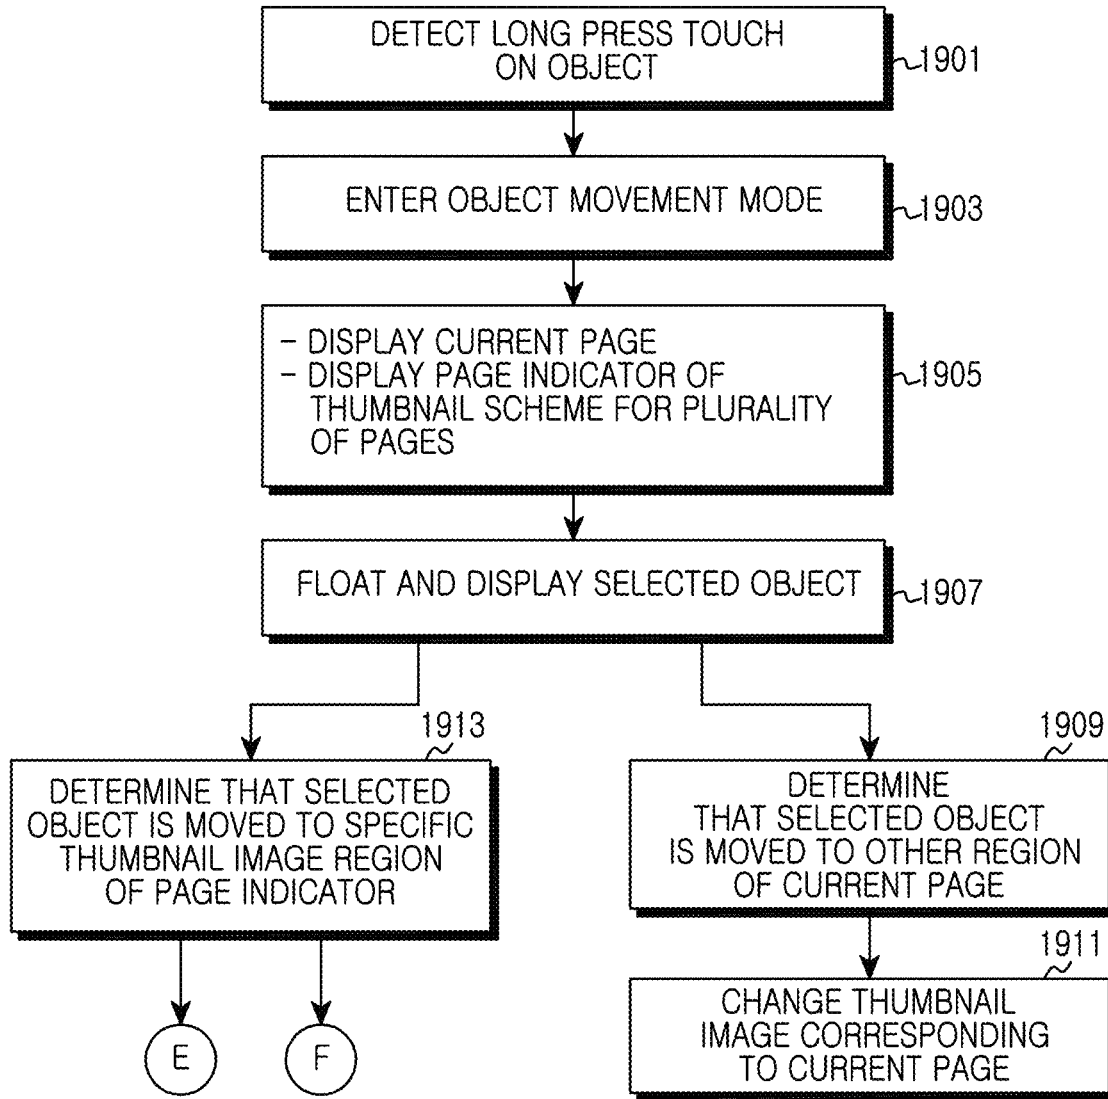 DETECT LONG PRESS TOUCH
ON OBJECT
1901
ENTER OBJECT MOVEMENT MODE
1903
- DISPLAY CURRENT PAGE
- DISPLAY PAGE INDICATOR OF
THUMBNAIL SCHEME FOR PLURALITY
OF PAGES
1905
FLOAT AND DISPLAY SELECTED OBJECT
1907
1913
DETERMINE THAT SELECTED
OBJECT IS MOVED TO SPECIFIC
THUMBNAIL IMAGE REGION
OF PAGE INDICATOR
E
F
1909
DETERMINE
THAT SELECTED OBJECT
IS MOVED TO OTHER REGION
OF CURRENT PAGE
1911
CHANGE THUMBNAIL
IMAGE CORRESPONDING
TO CURRENT PAGE